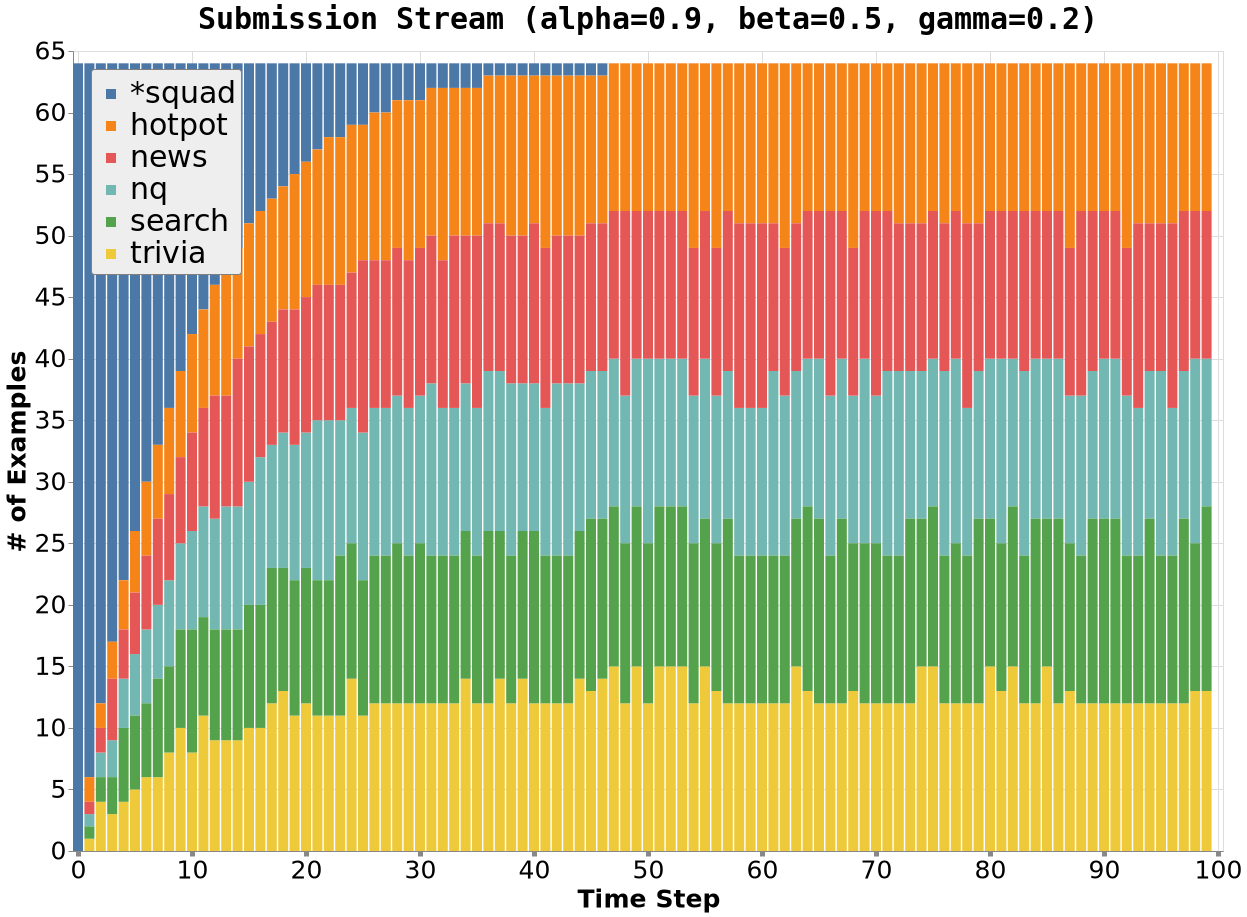 Submission Stream (alpha=0.9, beta=0.5, gamma=0.2)
65
60
55
50
45
40
35
30
25
20
15
10
5
0
# of Examples
*squad
hotpot
news
nq
search
trivia
0 10 20 30 40 50 60 70 80 90 100
Time Step